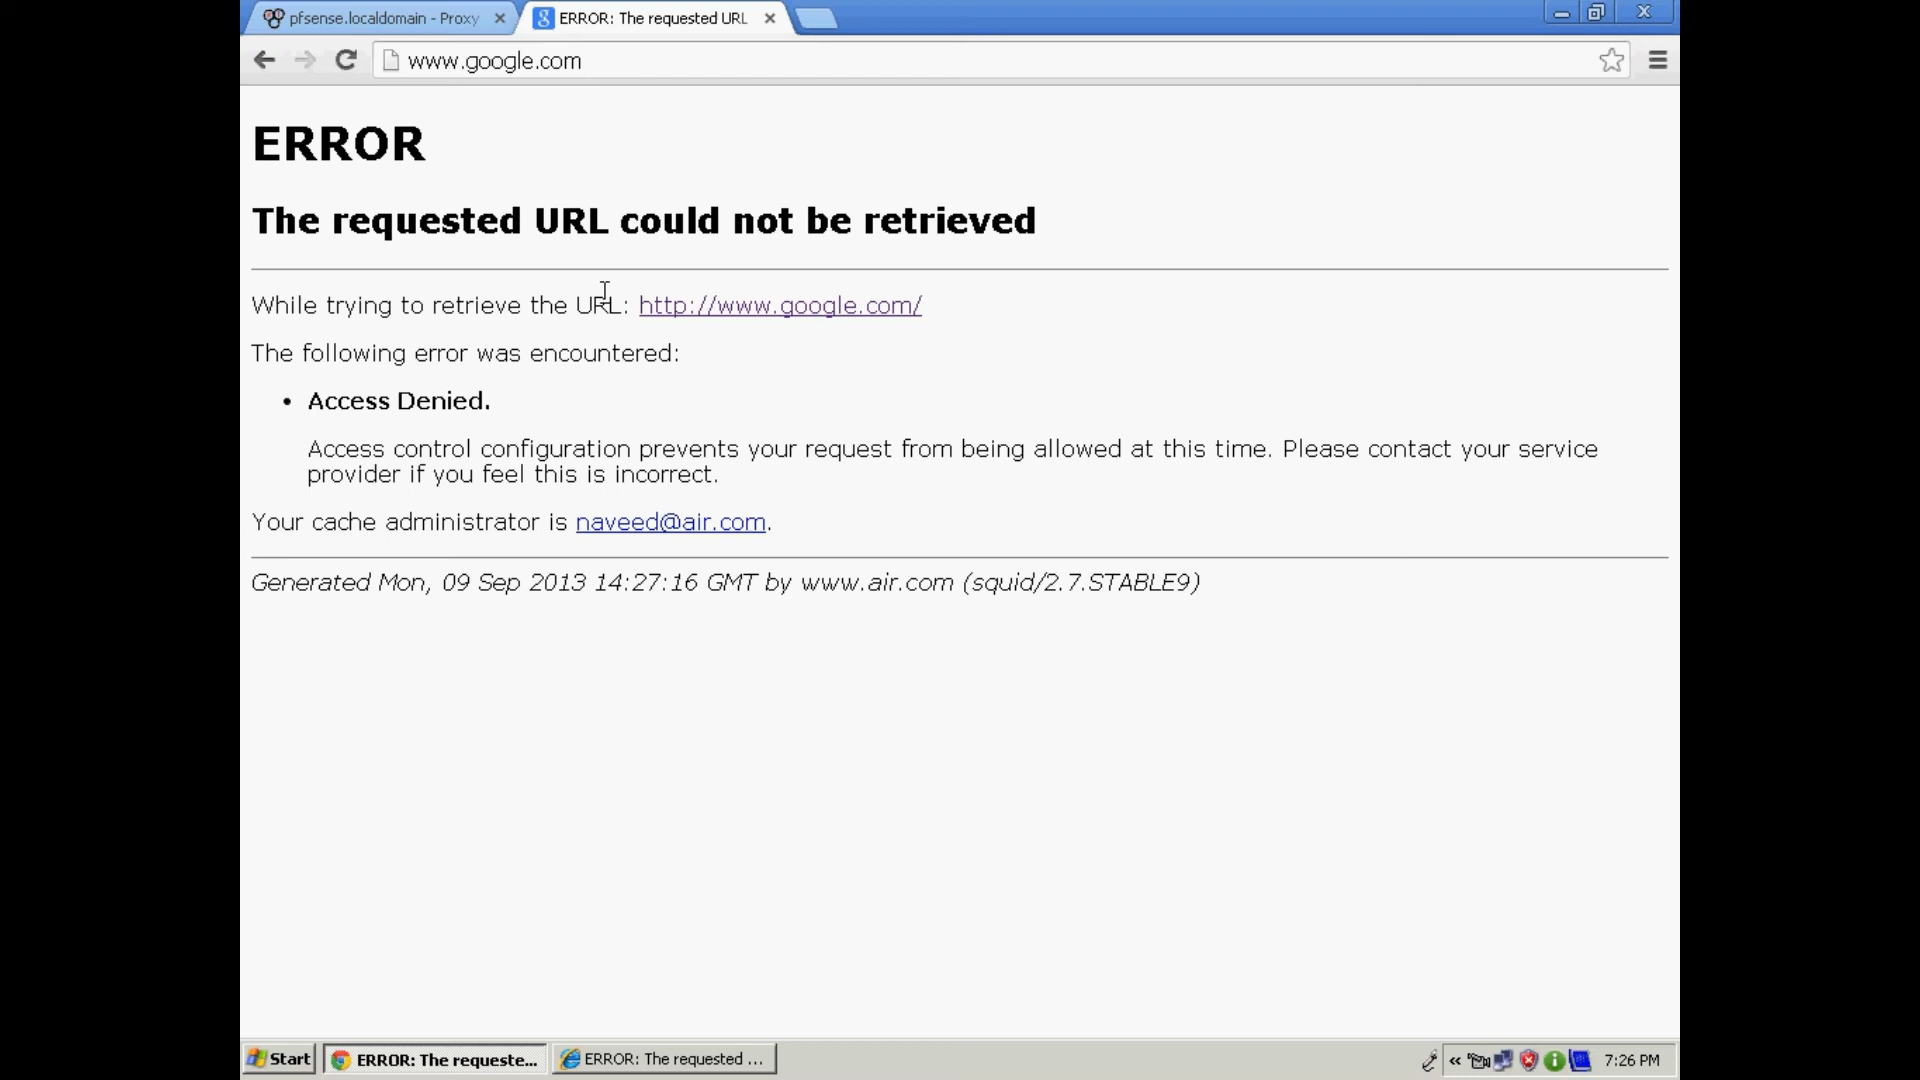 pfsense.localdomain - Proxy
ERROR: The requested URL
www.google.com
ERROR
The requested URL could not be retrieved
While trying to retrieve the URL: http://www.google.com/
The following error was encountered:
• Access Denied.
Access control configuration prevents your request from being allowed at this time. Please contact your service
provider if you feel this is incorrect.
Your cache administrator is naveed@air.com.
Generated Mon, 09 Sep 2013 14:27:16 GMT by www.air.com (squid/2.7.STABLE9)
Start
ERROR: The requeste...
ERROR: The requested ...
7:26 PM